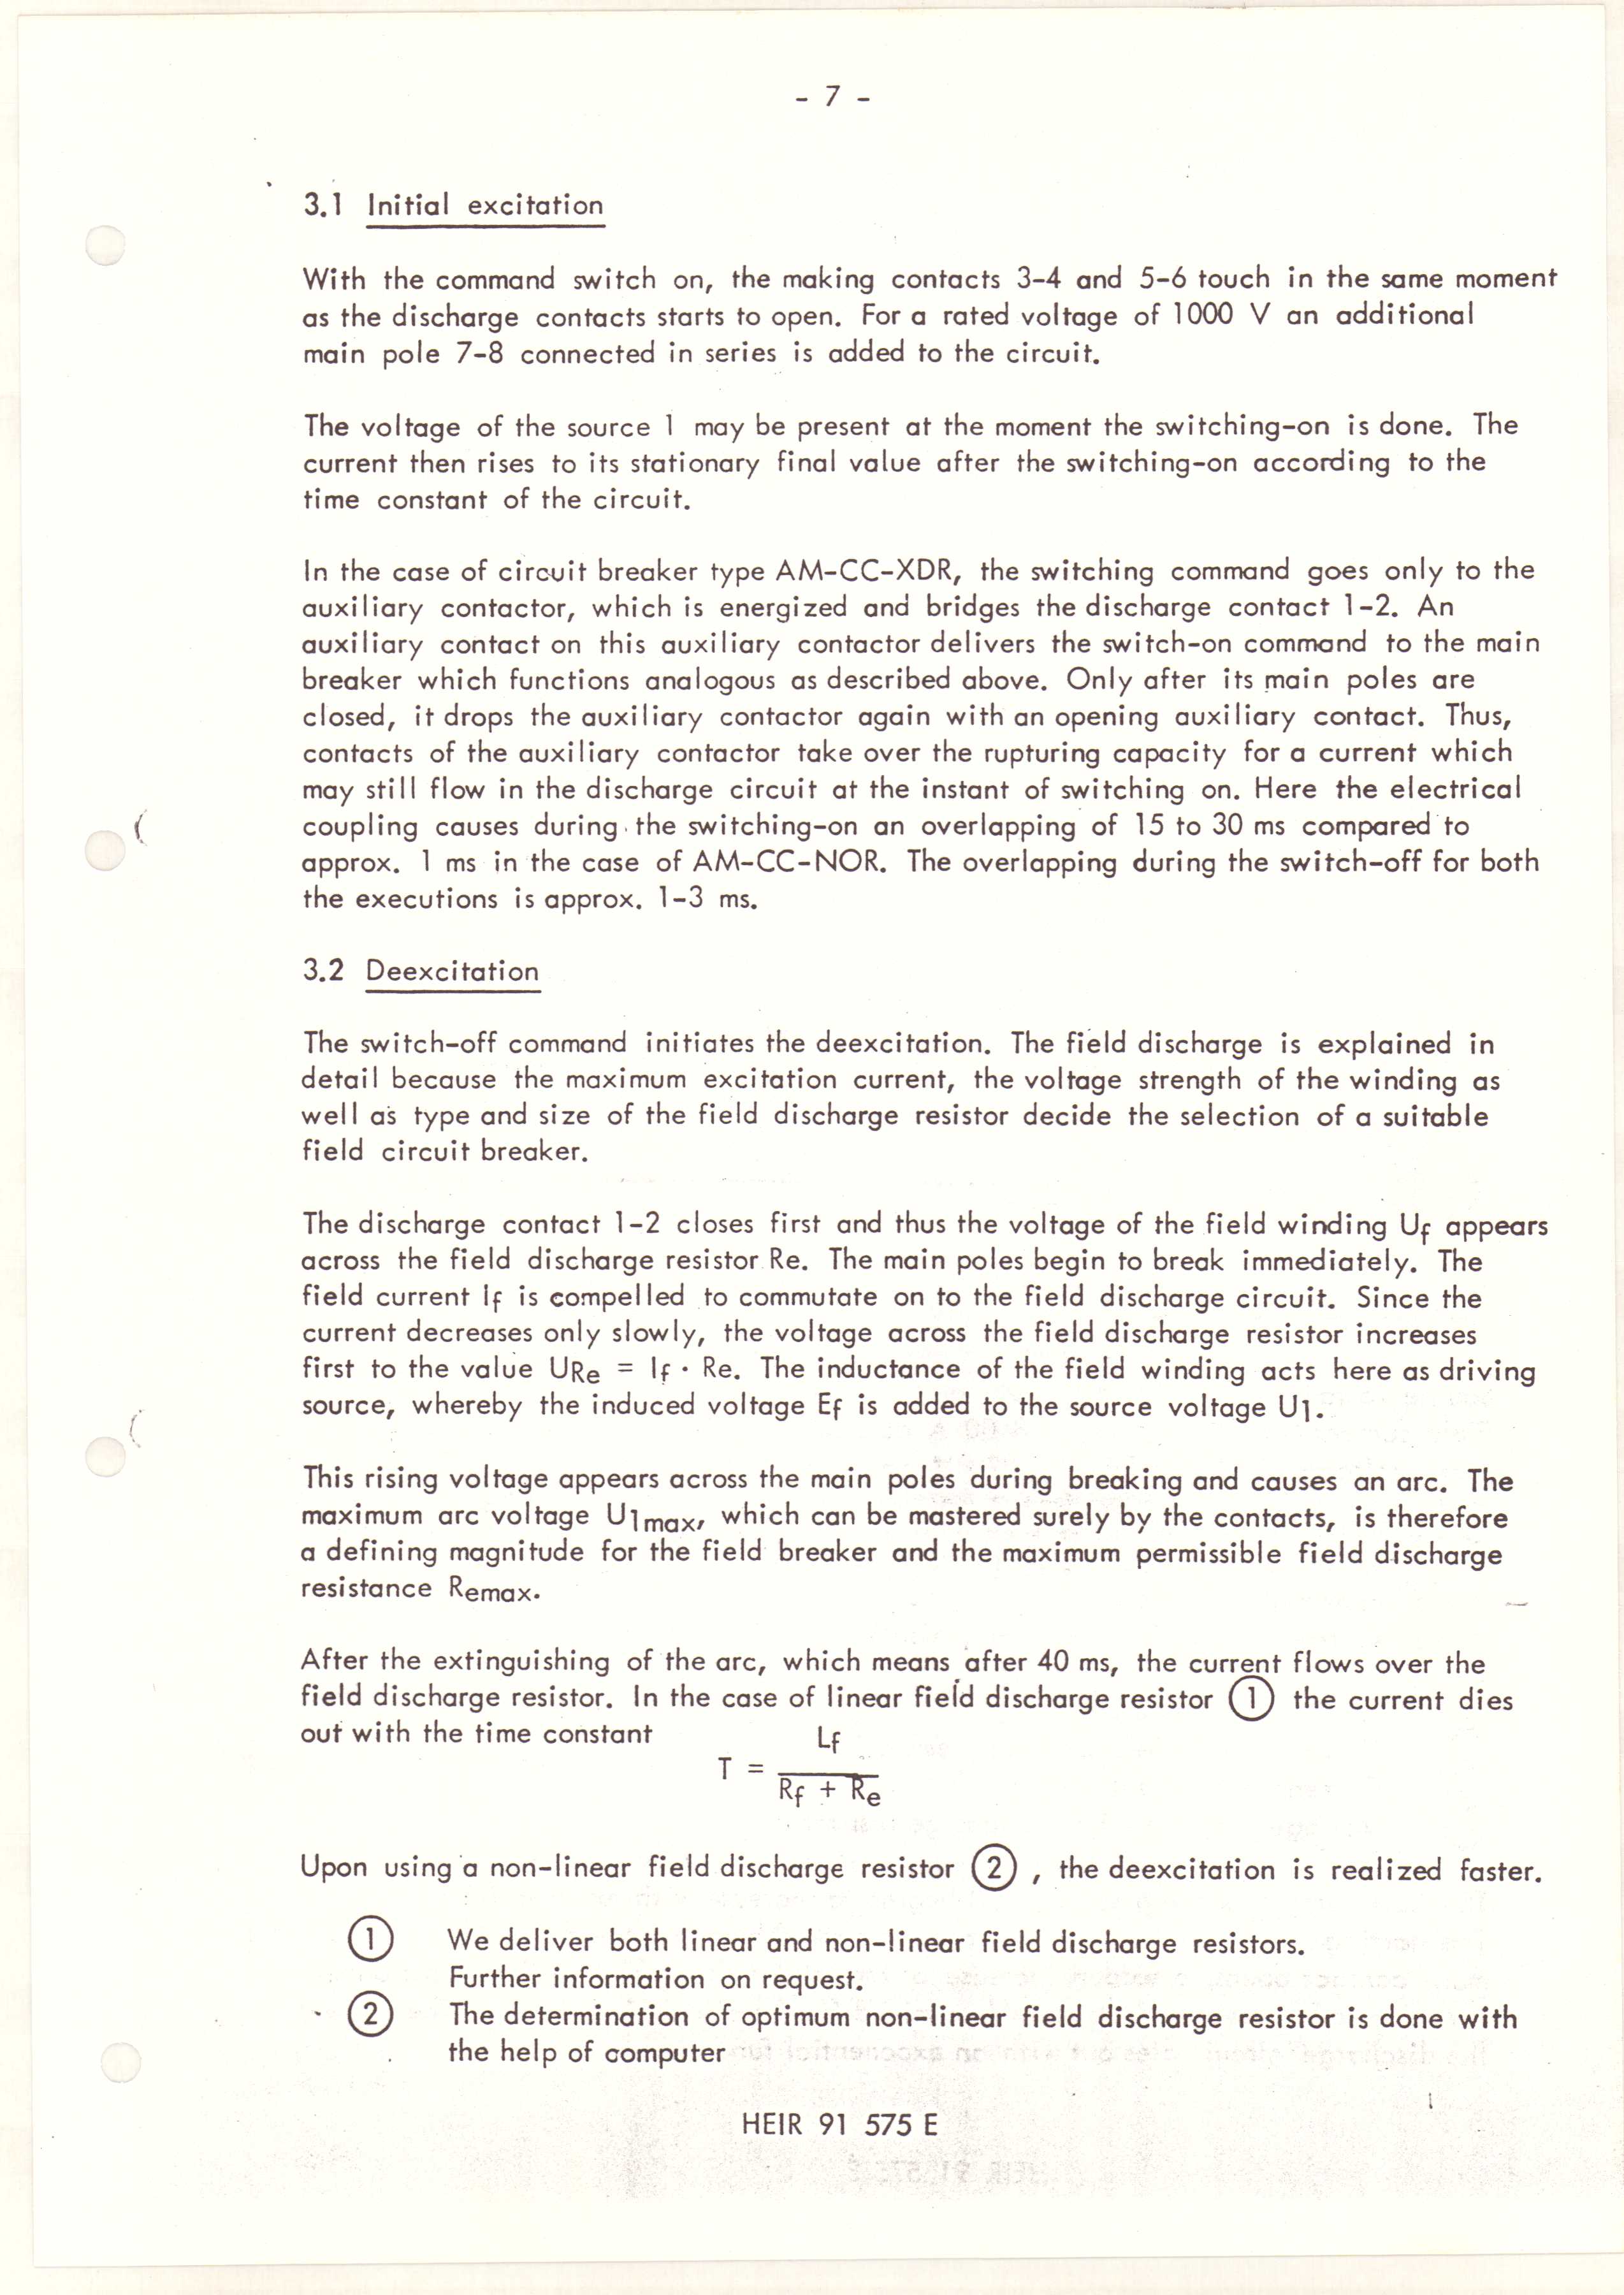 - 7 -
3.1 Initial excitation
With the command switch on, the making contacts 3-4 and 5-6 touch in the same moment
as the discharge contacts starts to open. For a rated voltage of 1000 V an additional
main pole 7-8 connected in series is added to the circuit.
The voltage of the source 1 may be present at the moment the switching-on is done. The
current then rises to its stationary final value after the switching-on according to the
time constant of the circuit.
In the case of circuit breaker type AM-CC-XDR, the switching command goes only to the
auxiliary contactor, which is energized and bridges the discharge contact 1-2. An
auxiliary contact on this auxiliary contactor delivers the switch-on command to the main
breaker which functions analogous as described above. Only after its main poles are
closed, it drops the auxiliary contactor again with an opening auxiliary contact. Thus,
contacts of the auxiliary contactor take over the rupturing capacity for a current which
may still flow in the discharge circuit at the instant of switching on. Here the electrical
coupling causes during the switching-on an overlapping of 15 to 30 ms compared to
approx. 1 ms in the case of AM-CC-NOR. The overlapping during the switch-off for both
the executions is approx. 1-3 ms.
3.2 Deexcitation
The switch-off command initiates the deexcitation. The field discharge is explained in
detail because the maximum excitation current, the voltage strength of the winding as
well as type and size of the field discharge resistor decide the selection of a suitable
field circuit breaker.
The discharge contact 1-2 closes first and thus the voltage of the field winding Uf appears
across the field discharge resistor Re. The main poles begin to break immediately. The
field current If is compelled to commutate on to the field discharge circuit. Since the
current decreases only slowly, the voltage across the field discharge resistor increases
first to the value URe = If · Re. The inductance of the field winding acts here as driving
source, whereby the induced voltage Ef is added to the source voltage U1.
This rising voltage appears across the main poles during breaking and causes an arc. The
maximum arc voltage U1max, which can be mastered surely by the contacts, is therefore
a defining magnitude for the field breaker and the maximum permissible field discharge
resistance Remax.
After the extinguishing of the arc, which means after 40 ms, the current flows over the
field discharge resistor. In the case of linear field discharge resistor ① the current dies
out with the time constant
Lf
T =
Rf + Re
Upon using a non-linear field discharge resistor ② , the deexcitation is realized faster.
① We deliver both linear and non-linear field discharge resistors.
Further information on request.
② The determination of optimum non-linear field discharge resistor is done with
the help of computer
HEIR 91 575 E